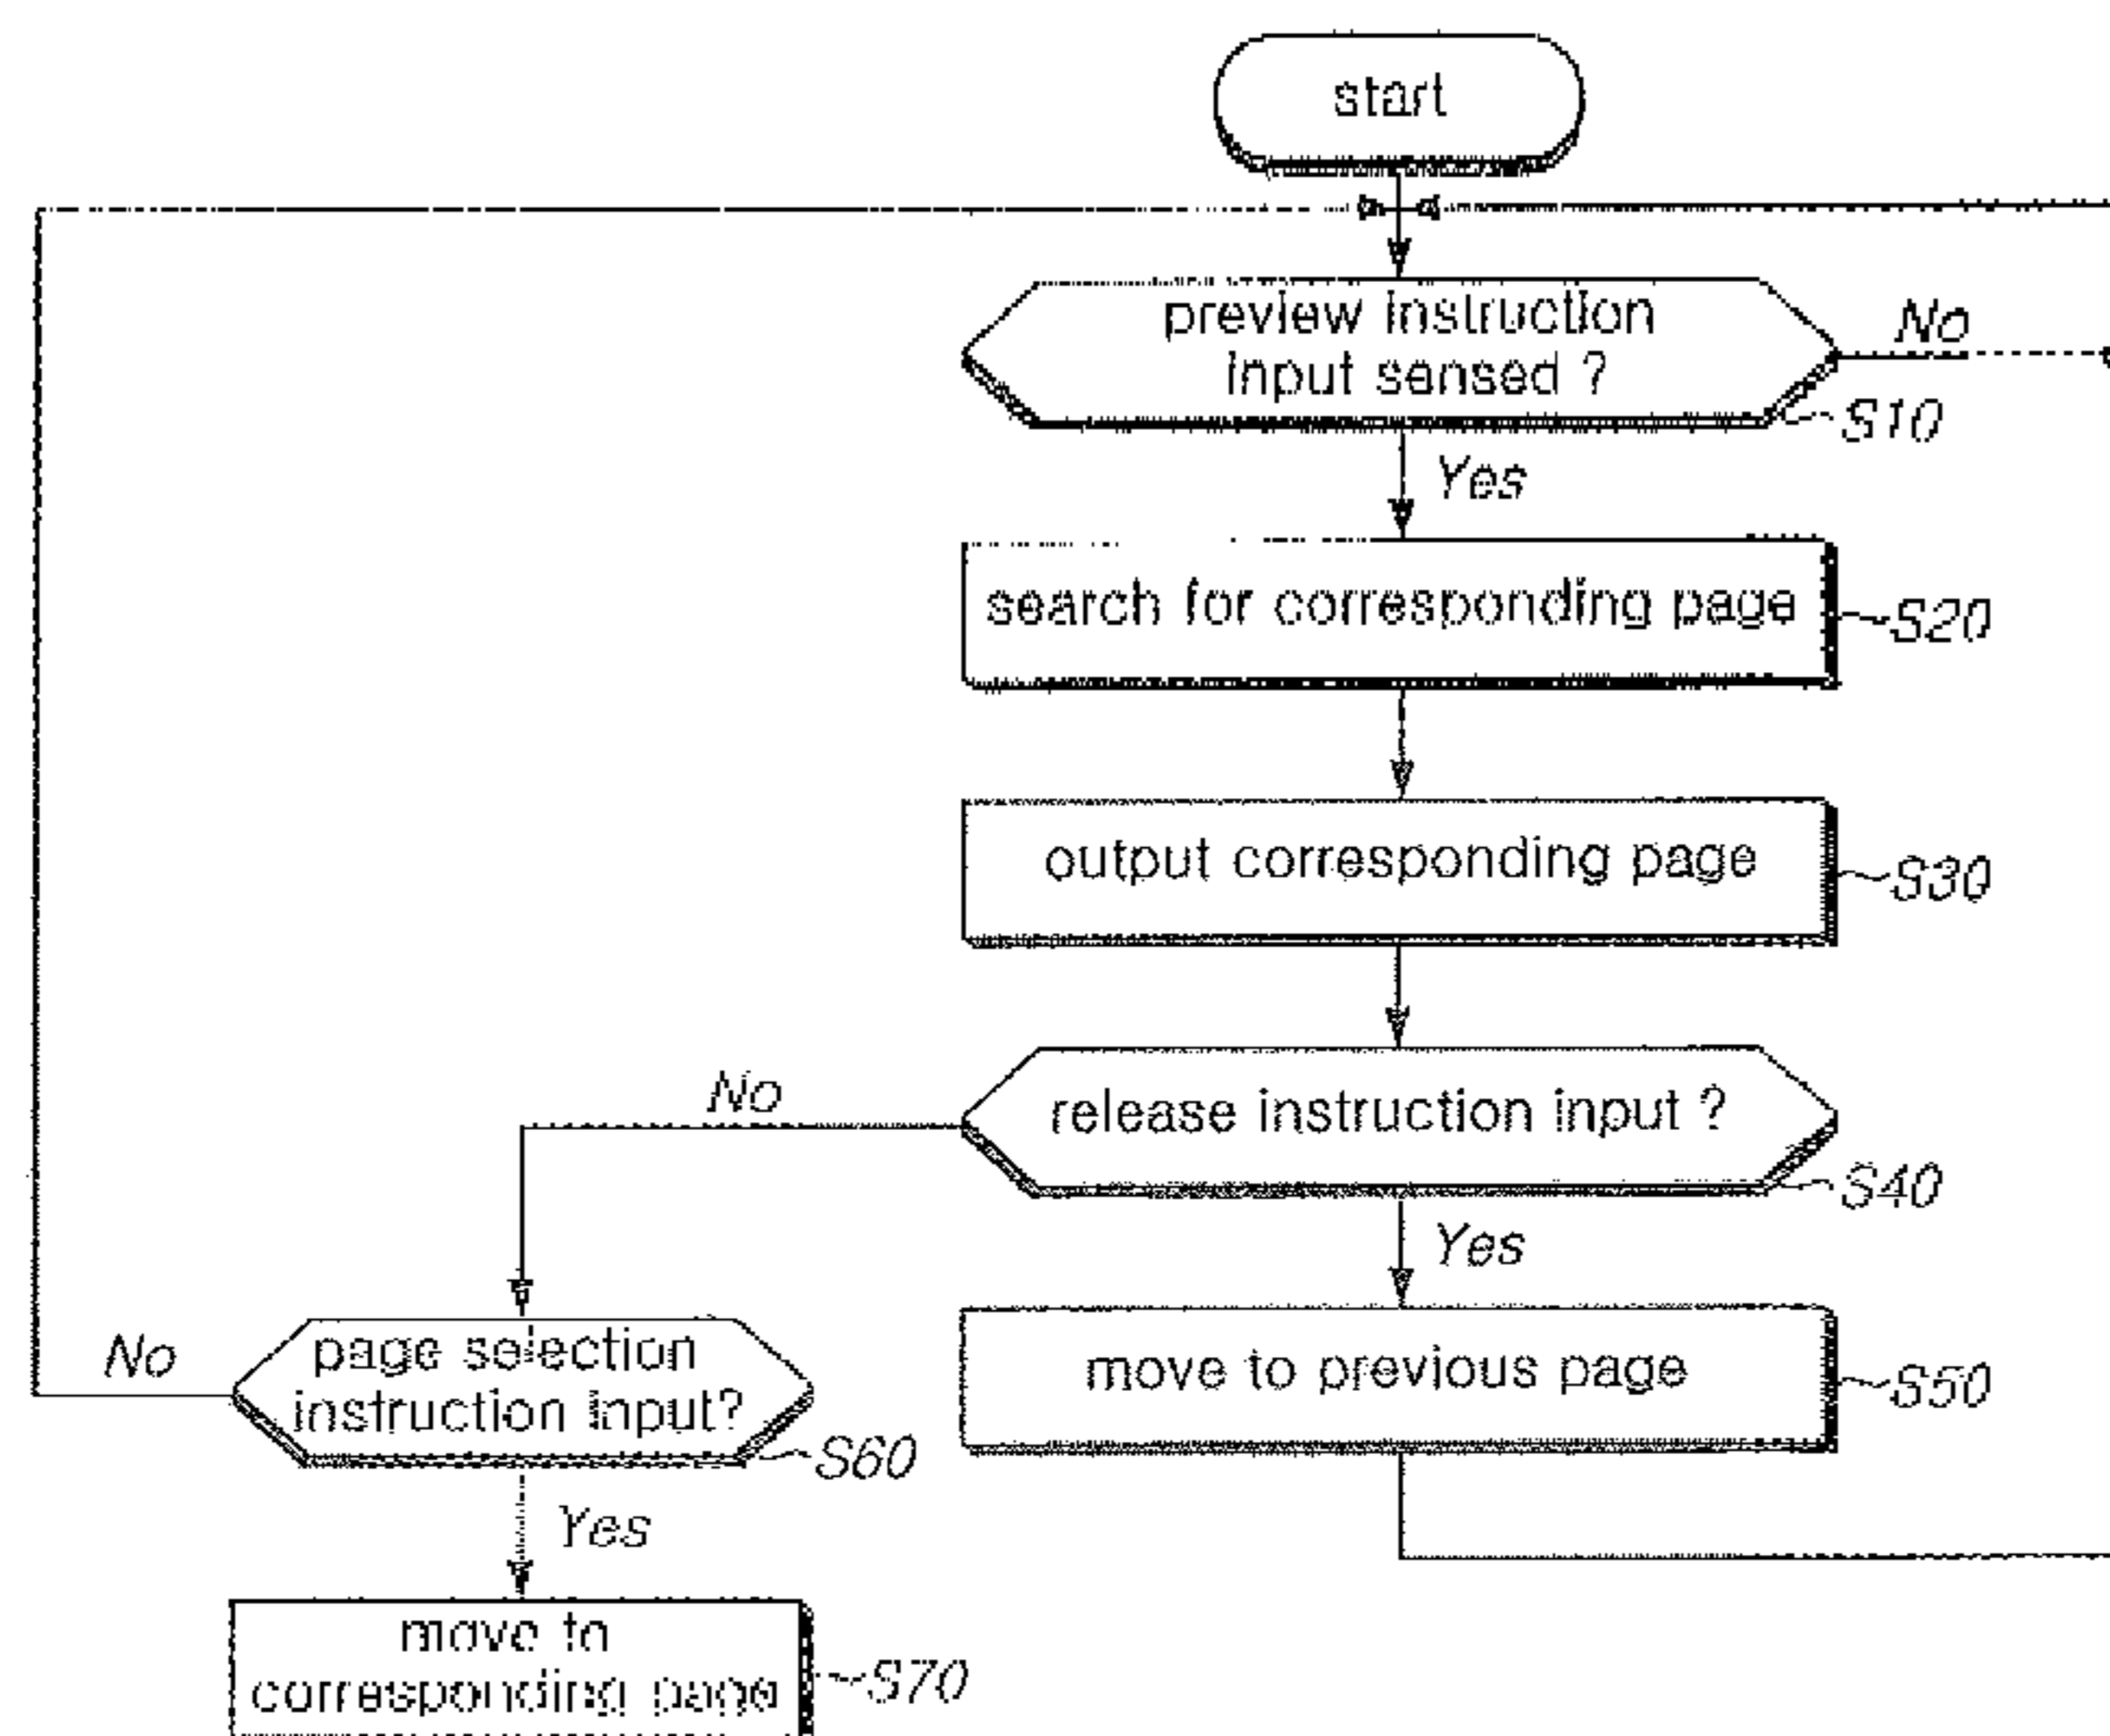 start
preview instruction
input sensed ?
No
S10
Yes
search for corresponding page
S20
output corresponding page
S30
No
release instruction input ?
S40
Yes
No
page selection
instruction input?
S60
move to previous page
S50
Yes
move to
corresponding page
S70